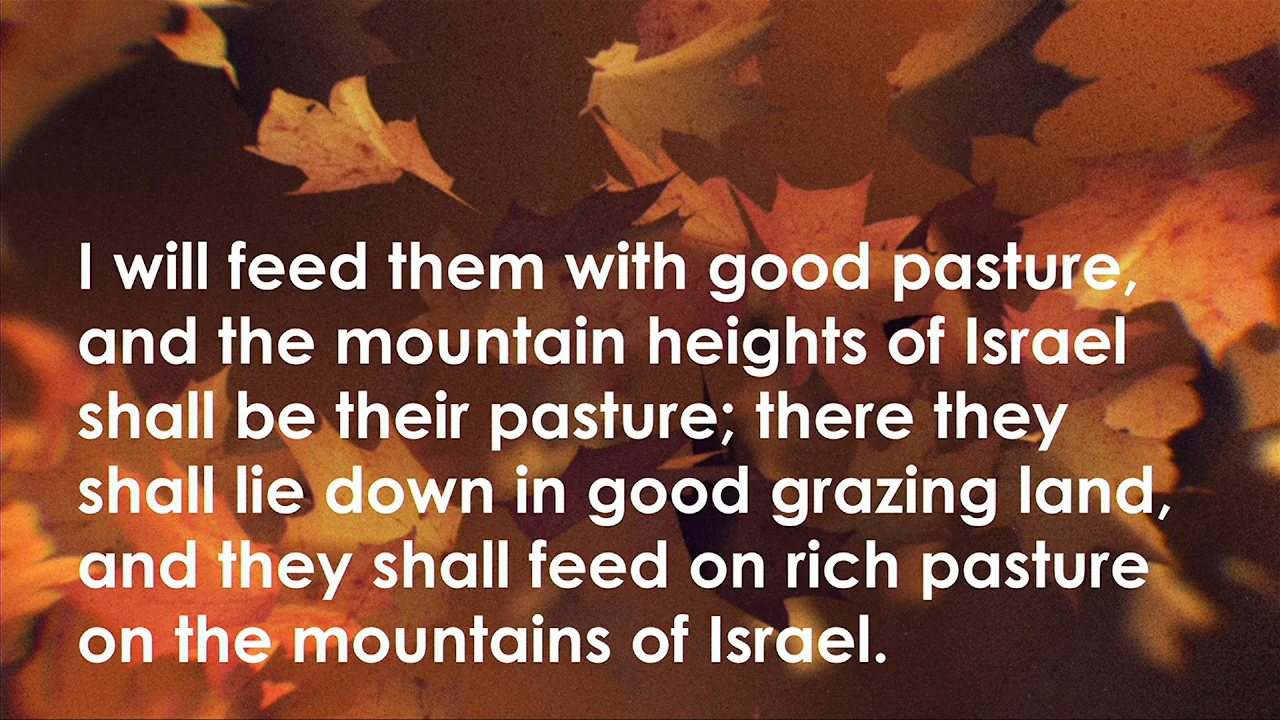 I will feed them with good pasture,
and the mountain heights of Israel
shall be their pasture; there they
shall lie down in good grazing land,
and they shall feed on rich pasture
on the mountains of Israel.